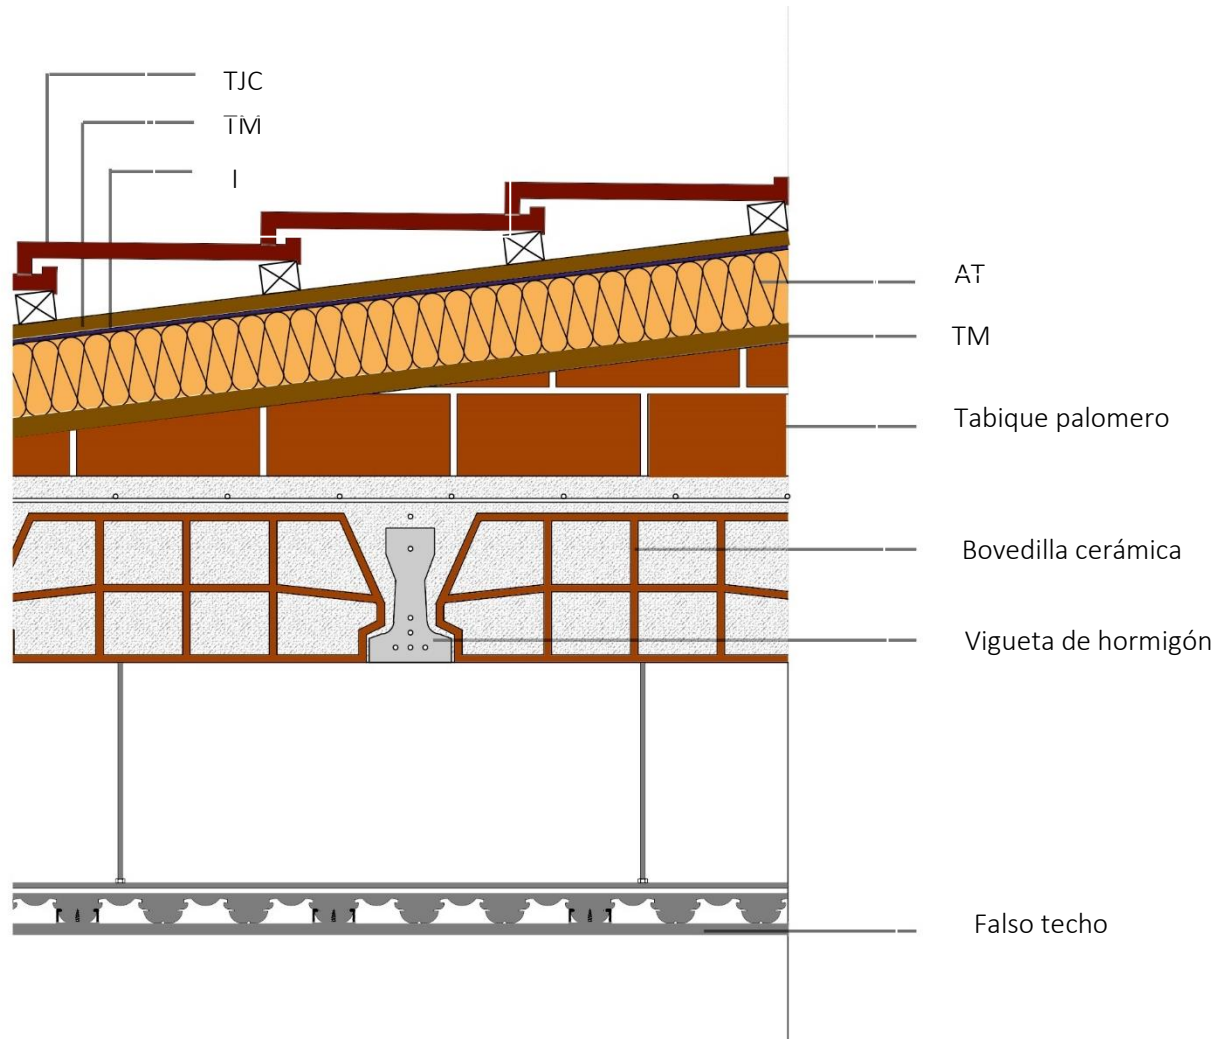 TJC
TM
I
AT
TM
Tabique palomero
Bovedilla cerámica
Vigueta de hormigón
Falso techo